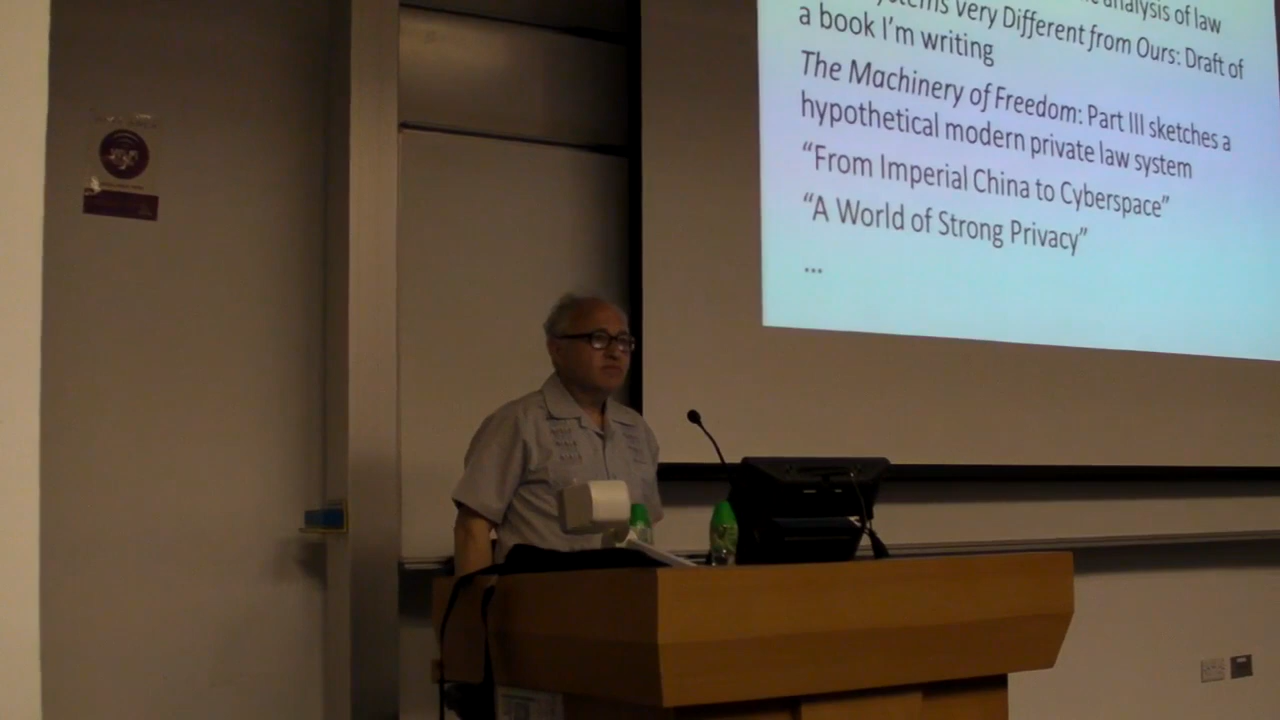 analysis of law
Very Different from Ours: Draft of
a book I'm writing
The Machinery of Freedom: Part III sketches a
hypothetical modern private law system
“From Imperial China to Cyberspace”
“A World of Strong Privacy”
...